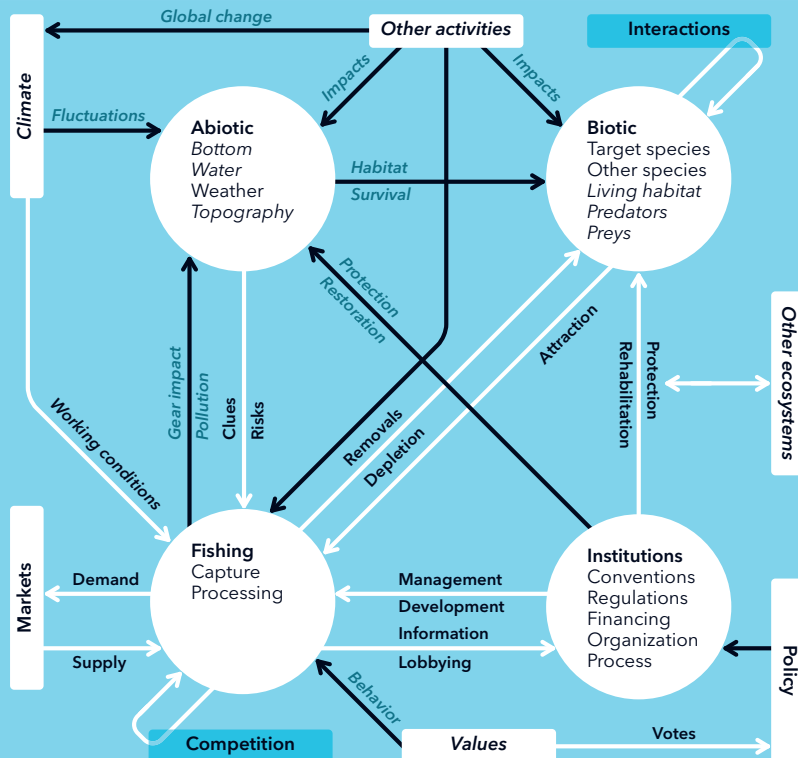 Global change
Other activities
Interactions
Climate
Impacts
Impacts
Fluctuations
Abiotic
Bottom
Water
Weather
Topography
Biotic
Target species
Other species
Living habitat
Predators
Preys
Habitat
Survival
Protection
Restoration
Attraction
Protection
Rehabilitation
Other ecosystems
Gear impact
Pollution
Clues
Risks
Working conditions
Removals
Depletion
Markets
Demand
Supply
Fishing
Capture
Processing
Management
Development
Information
Lobbying
Institutions
Conventions
Regulations
Financing
Organization
Process
Policy
Behavior
Competition
Values
Votes